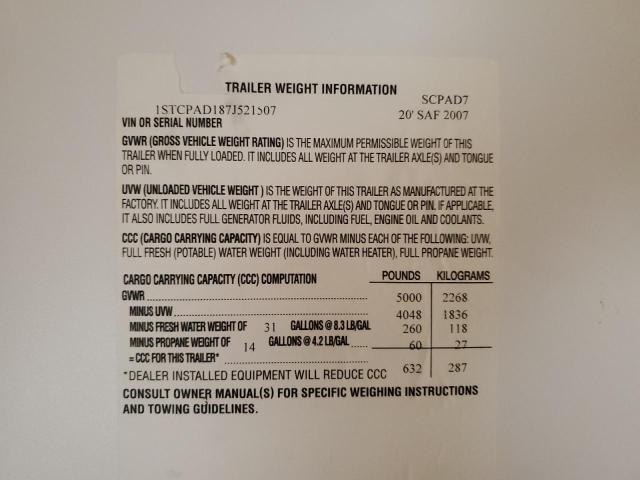 TRAILER WEIGHT INFORMATION
SCPAD7
1STCPAD187J521507
20' SAF 2007
VIN OR SERIAL NUMBER
GVWR (GROSS VEHICLE WEIGHT RATING) IS THE MAXIMUM PERMISSIBLE WEIGHT OF THIS
TRAILER WHEN FULLY LOADED. IT INCLUDES ALL WEIGHT AT THE TRAILER AXLE(S) AND TONGUE
OR PIN.
UVW (UNLOADED VEHICLE WEIGHT ) IS THE WEIGHT OF THIS TRAILER AS MANUFACTURED AT THE
FACTORY. IT INCLUDES ALL WEIGHT AT THE TRAILER AXLE(S) AND TONGUE OR PIN. IF APPLICABLE,
IT ALSO INCLUDES FULL GENERATOR FLUIDS, INCLUDING FUEL, ENGINE OIL AND COOLANTS.
CCC (CARGO CARRYING CAPACITY) IS EQUAL TO GVWR MINUS EACH OF THE FOLLOWING: UVW,
FULL FRESH (POTABLE) WATER WEIGHT (INCLUDING WATER HEATER), FULL PROPANE WEIGHT.
CARGO CARRYING CAPACITY (CCC) COMPUTATION POUNDS KILOGRAMS
GVWR 5000 2268
MINUS UVW 4048 1836
MINUS FRESH WATER WEIGHT OF 31 GALLONS @ 8.3 LB/GAL 260 118
MINUS PROPANE WEIGHT OF 14 GALLONS @ 4.2 LB/GAL 60 27
= CCC FOR THIS TRAILER* 632 287
*DEALER INSTALLED EQUIPMENT WILL REDUCE CCC
CONSULT OWNER MANUAL(S) FOR SPECIFIC WEIGHING INSTRUCTIONS
AND TOWING GUIDELINES.